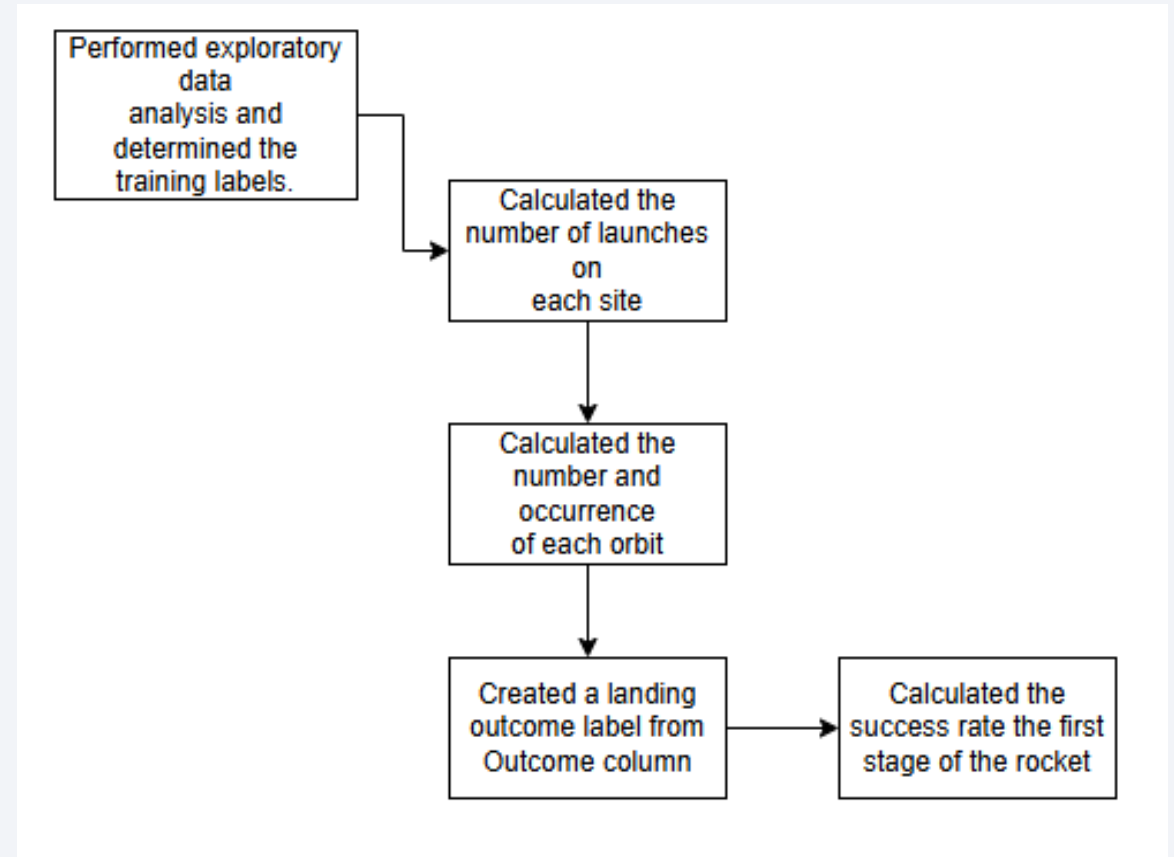 Performed exploratory
data
analysis and
determined the
training labels.
Calculated the
number of launches
on
each site
Calculated the
number and
occurrence
of each orbit
Created a landing
outcome label from
Outcome column
Calculated the
success rate the first
stage of the rocket